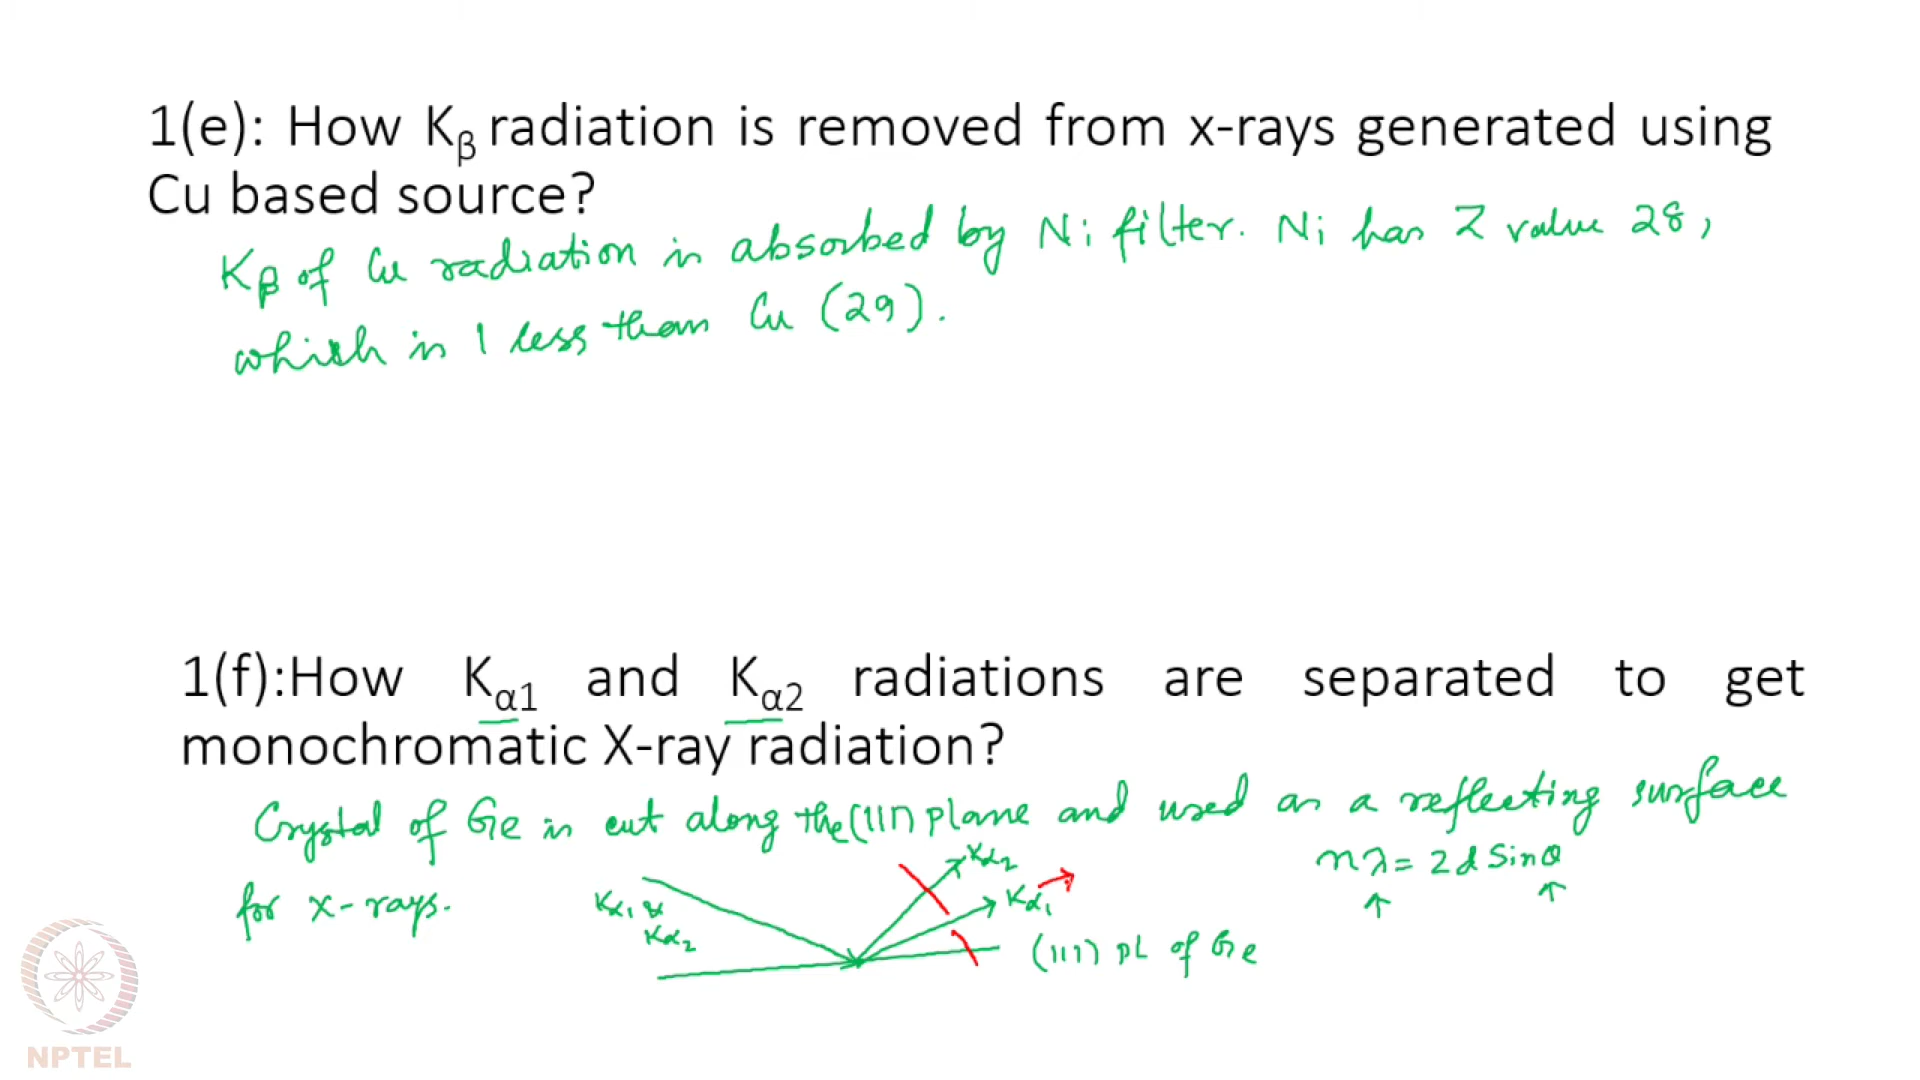 1(e): How Kβ radiation is removed from x-rays generated using
Cu based source?
Kβ of Cu radiation is absorbed by Ni filter. Ni has Z value 28,
which is 1 less than Cu (29).
1(f):How Kα1 and Kα2 radiations are separated to get
monochromatic X-ray radiation?
Crystal of Ge is cut along the (111) plane and used as a reflecting surface
for x-rays.
nλ = 2d Sinθ
Kα1 &
Kα2
Kα2
Kα1
(111) pl of Ge
NPTEL